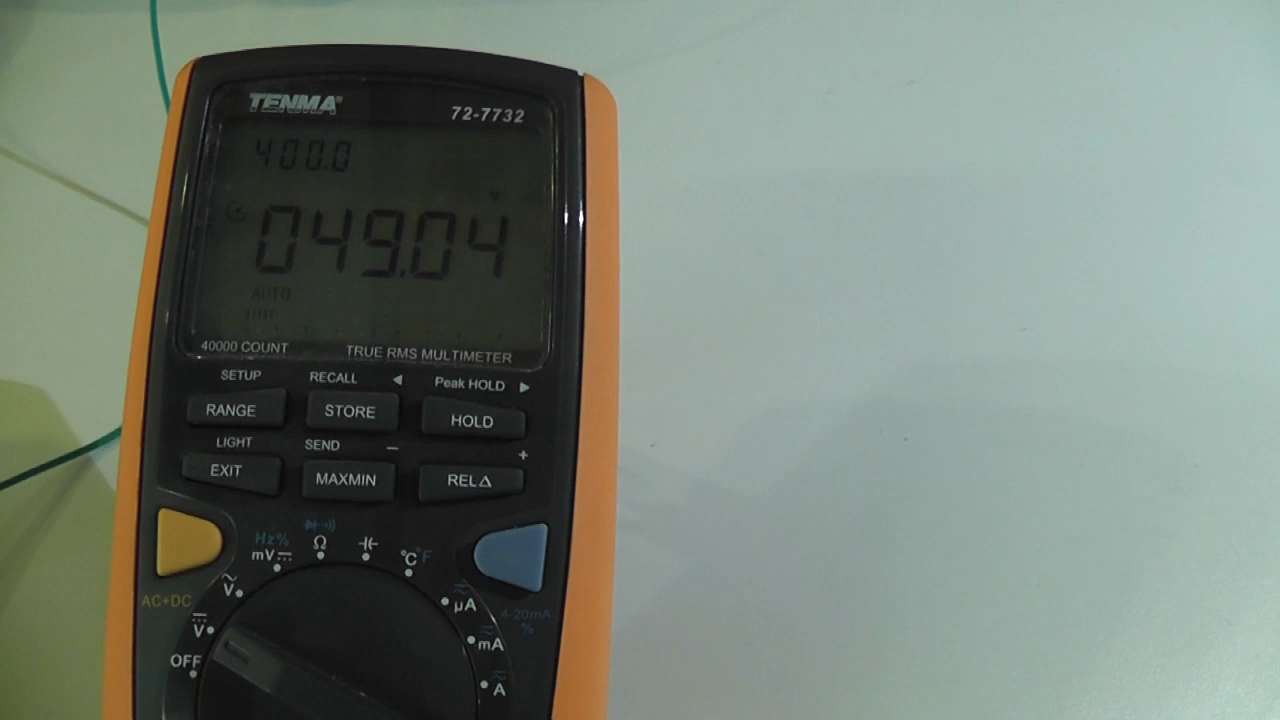 TENMA®
72-7732
400.0
V
049.04
AUTO
40000 COUNT TRUE RMS MULTIMETER
SETUP RECALL ◀ Peak HOLD ▶
RANGE STORE HOLD
LIGHT SEND − +
EXIT MAXMIN REL△
Hz%
mV Ω °C°F
V μA
AC+DC 4-20mA %
V mA
OFF A